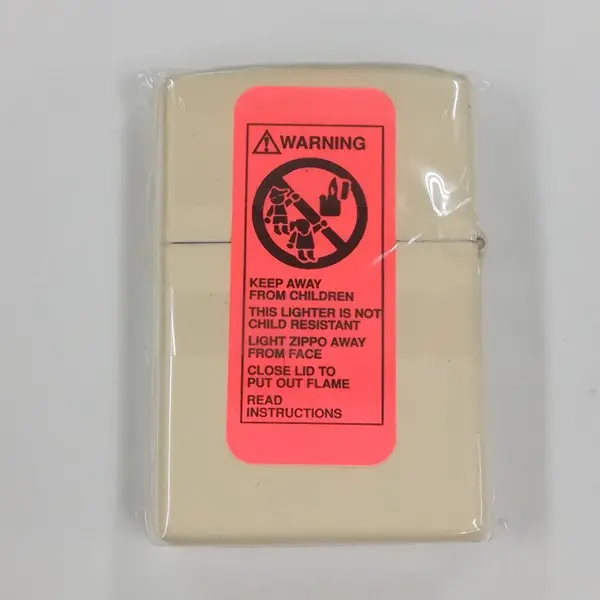 WARNING
KEEP AWAY
FROM CHILDREN
THIS LIGHTER IS NOT
CHILD RESISTANT
LIGHT ZIPPO AWAY
FROM FACE
CLOSE LID TO
PUT OUT FLAME
READ
INSTRUCTIONS